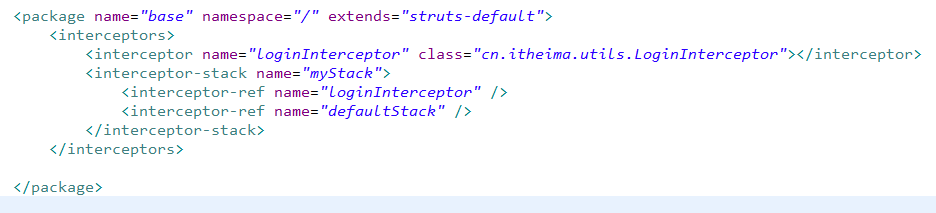 <package name="base" namespace="/" extends="struts-default">
<interceptors>
<interceptor name="loginInterceptor" class="cn.itheima.utils.LoginInterceptor"></interceptor>
<interceptor-stack name="myStack">
<interceptor-ref name="loginInterceptor" />
<interceptor-ref name="defaultStack" />
</interceptor-stack>
</interceptors>
</package>